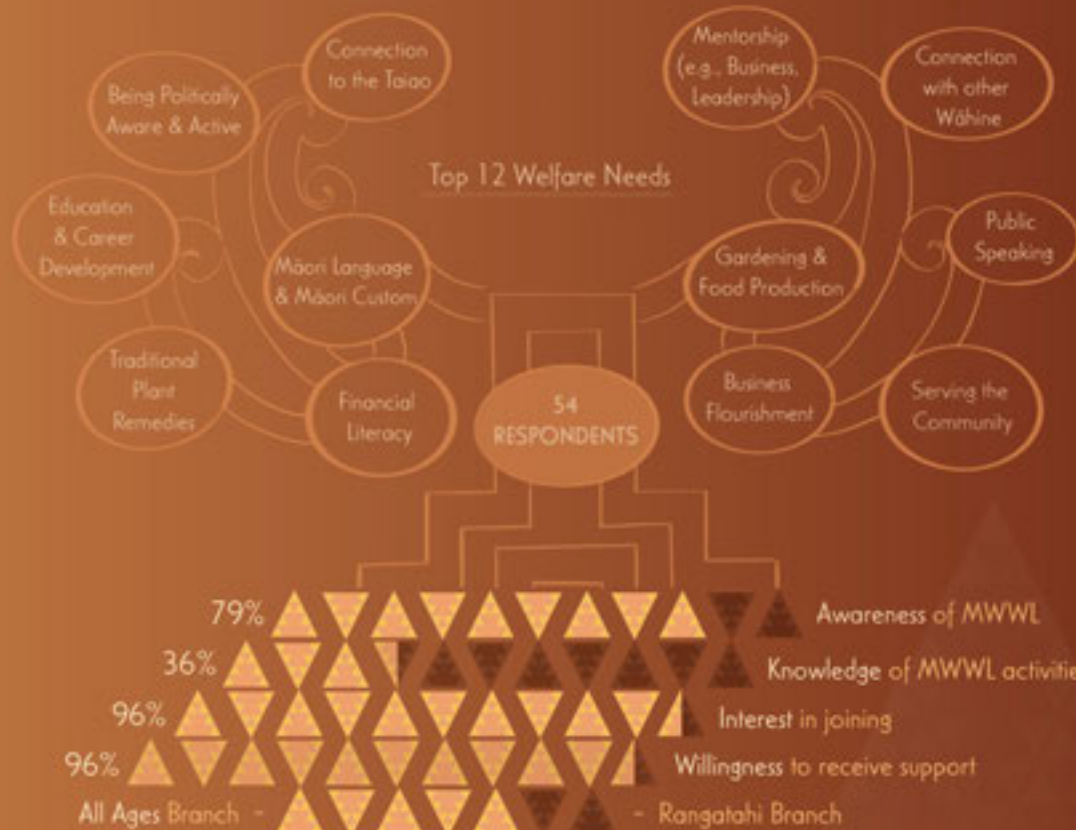 Top 12 Welfare Needs
Connection
to the Taiao
Being Politically
Aware & Active
Education
& Career
Development
Māori Language
& Māori Custom
Traditional
Plant
Remedies
Financial
Literacy
Mentorship
(e.g., Business,
Leadership)
Connection
with other
Wāhine
Public
Speaking
Gardening &
Food Production
Business
Flourishment
Serving the
Community
54
RESPONDENTS
79% Awareness of MWWL
36% Knowledge of MWWL activitie
96% Interest in joining
96% Willingness to receive support
All Ages Branch - - Rangatahi Branch